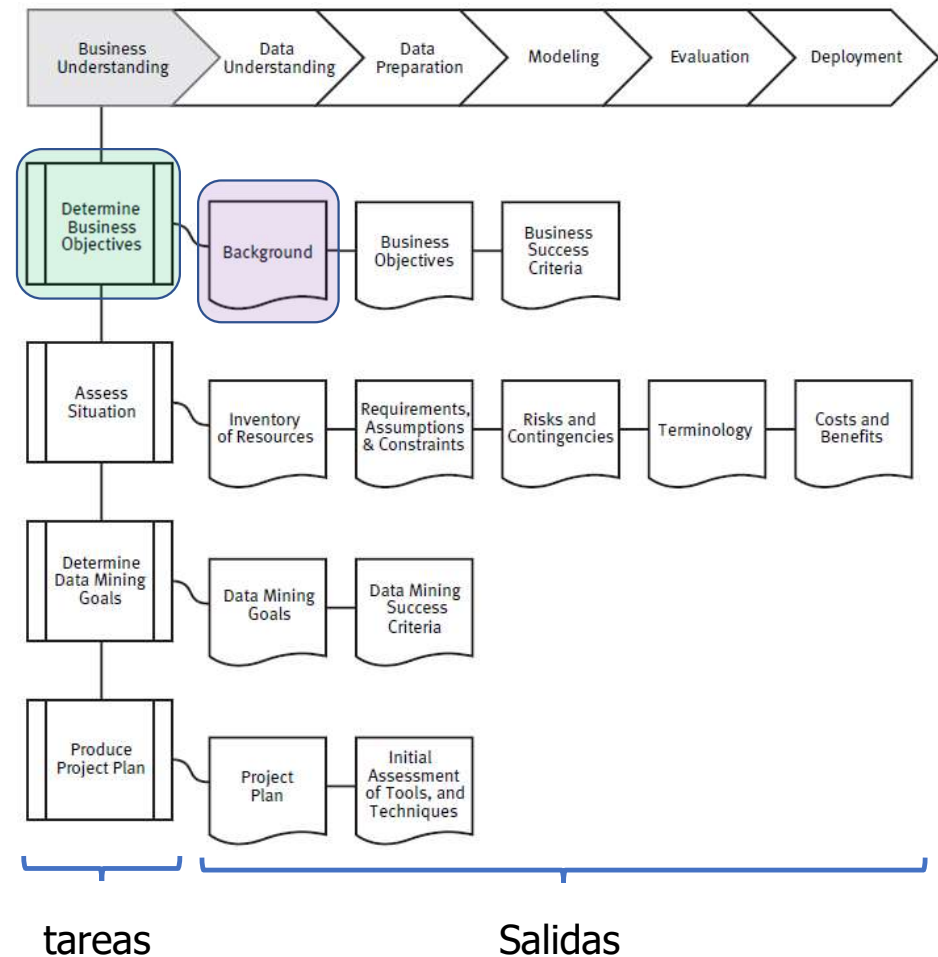 Business
Understanding
Data
Understanding
Data
Preparation
Modeling
Evaluation
Deployment
Determine
Business
Objectives
Background
Business
Objectives
Business
Success
Criteria
Assess
Situation
Inventory
of Resources
Requirements,
Assumptions
& Constraints
Risks and
Contingencies
Terminology
Costs and
Benefits
Determine
Data Mining
Goals
Data Mining
Goals
Data Mining
Success
Criteria
Produce
Project Plan
Project
Plan
Initial
Assessment
of Tools, and
Techniques
tareas
Salidas